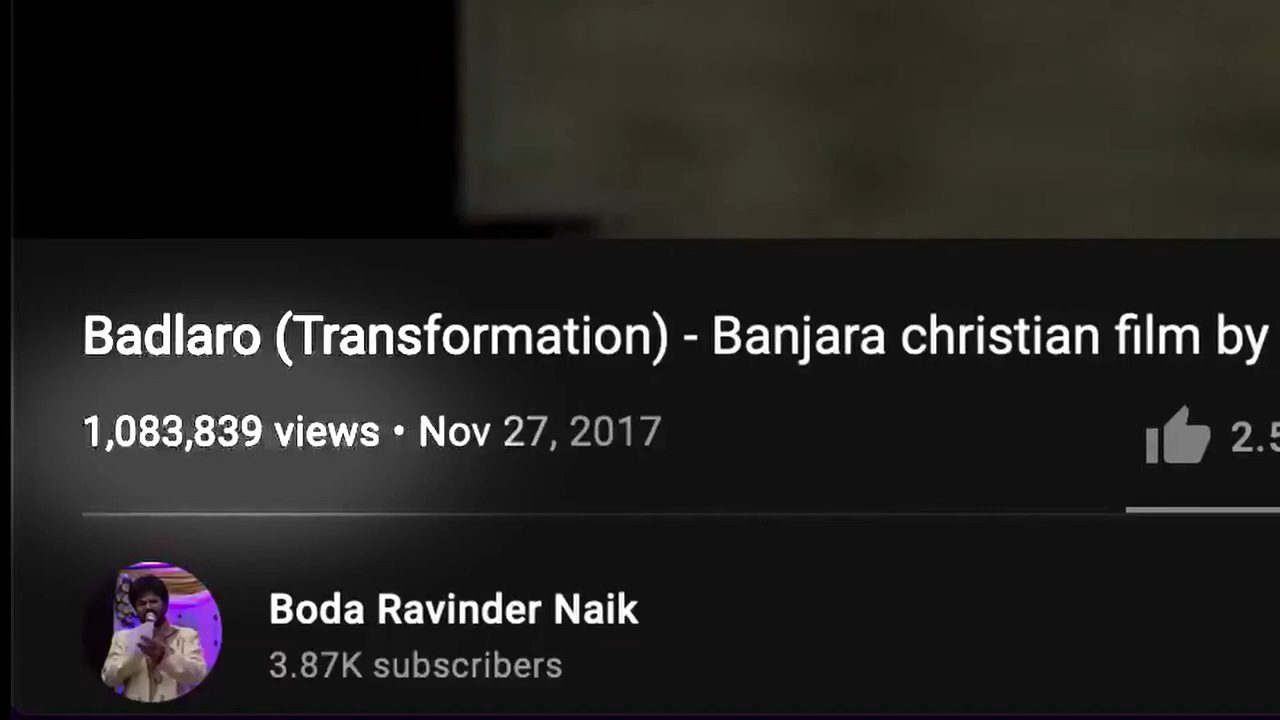 Badlaro (Transformation) - Banjara christian film by
1,083,839 views • Nov 27, 2017
2.5
Boda Ravinder Naik
3.87K subscribers